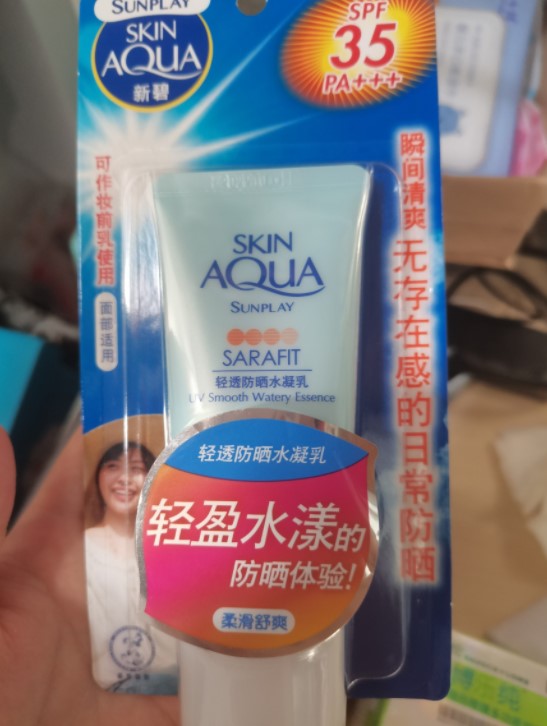 SUNPLAY
SKIN
AQUA
新碧
SPF
35
PA+++
可作妆前乳使用
面部适用
瞬间清爽 无存在感的日常防晒
SKIN
AQUA
SUNPLAY
SARAFIT
轻透防晒水凝乳
UV Smooth Watery Essence
轻透防晒水凝乳
轻盈水漾的
防晒体验!
柔滑舒爽